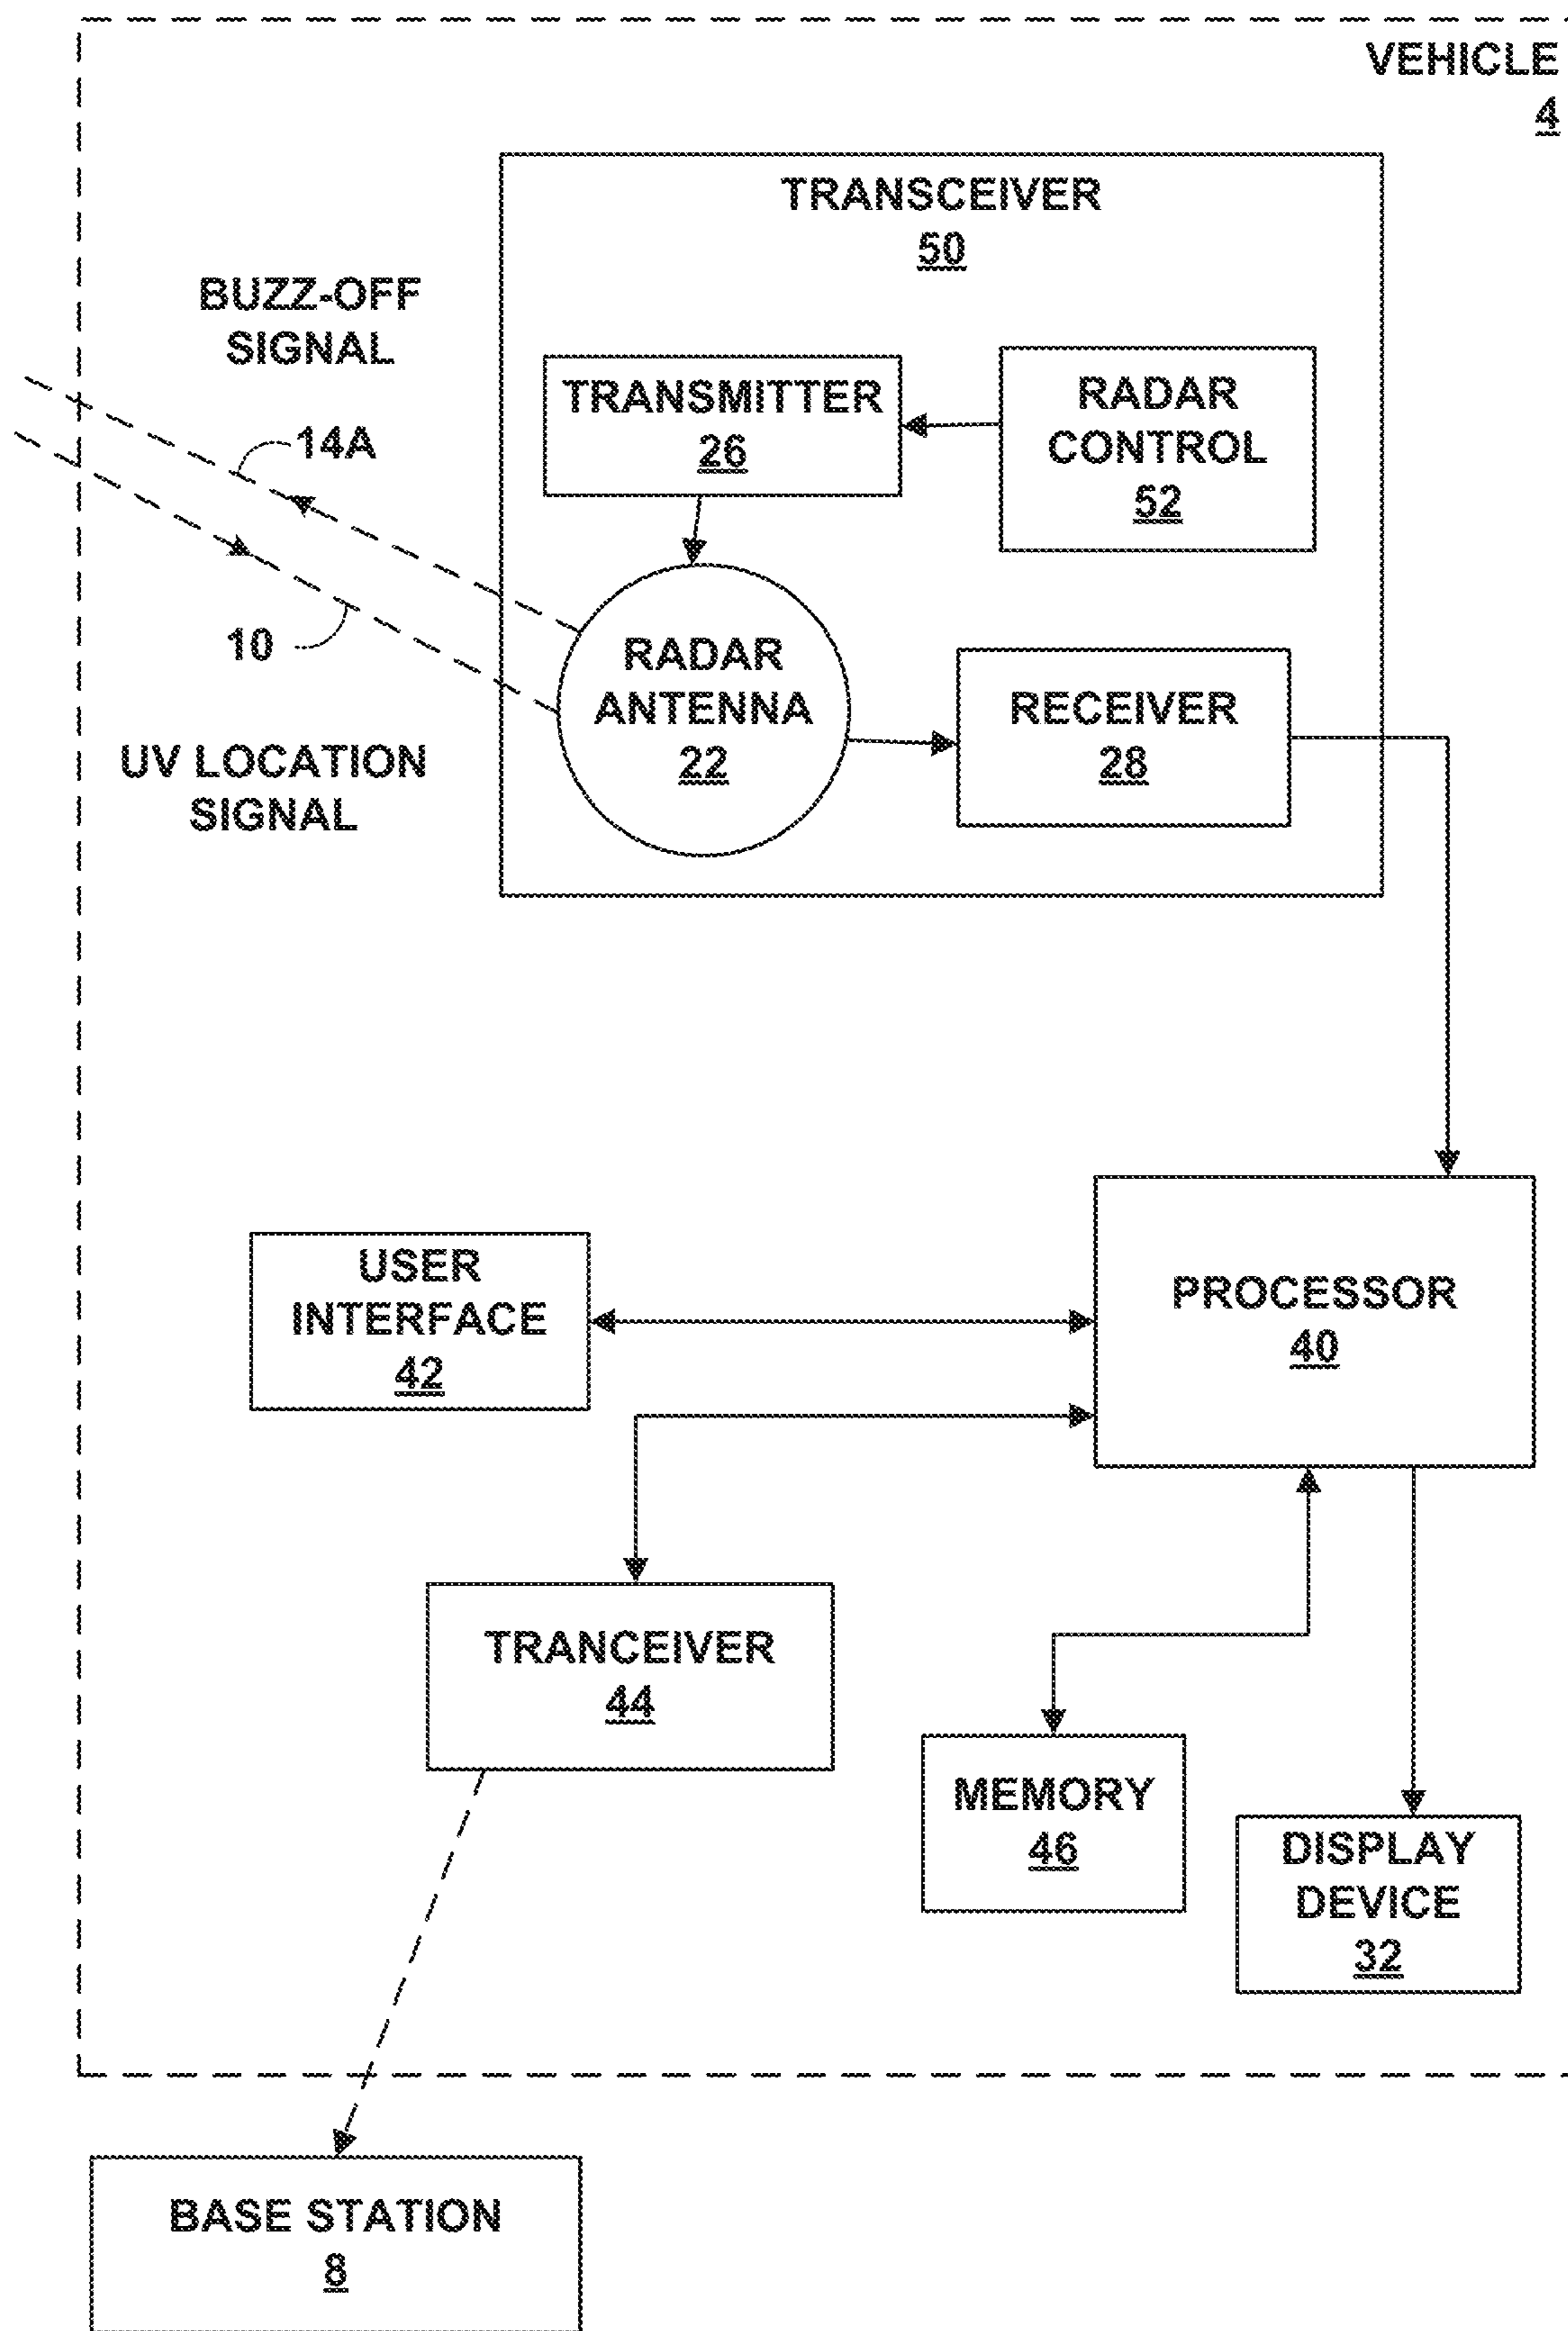 VEHICLE
4
TRANSCEIVER
50
BUZZ-OFF
SIGNAL
14A
TRANSMITTER
26
RADAR
CONTROL
52
10
RADAR
ANTENNA
22
RECEIVER
28
UV LOCATION
SIGNAL
USER
INTERFACE
42
PROCESSOR
40
TRANCEIVER
44
MEMORY
46
DISPLAY
DEVICE
32
BASE STATION
8